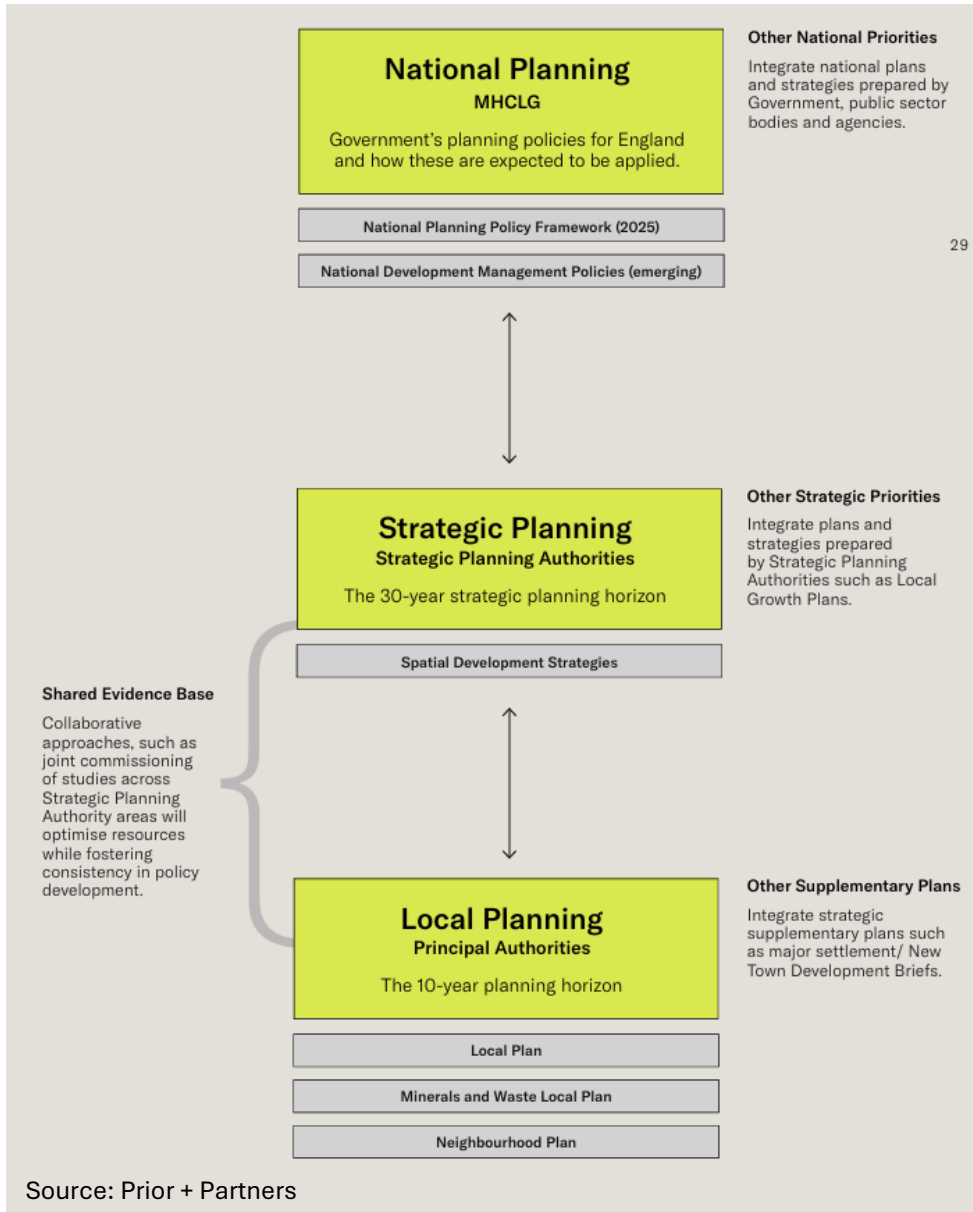 National Planning
MHCLG
Government's planning policies for England
and how these are expected to be applied.
Other National Priorities
Integrate national plans
and strategies prepared by
Government, public sector
bodies and agencies.
National Planning Policy Framework (2025)
29
National Development Management Policies (emerging)
Strategic Planning
Strategic Planning Authorities
The 30-year strategic planning horizon
Other Strategic Priorities
Integrate plans and
strategies prepared
by Strategic Planning
Authorities such as Local
Growth Plans.
Spatial Development Strategies
Shared Evidence Base
Collaborative
approaches, such as
joint commissioning
of studies across
Strategic Planning
Authority areas will
optimise resources
while fostering
consistency in policy
development.
Local Planning
Principal Authorities
The 10-year planning horizon
Other Supplementary Plans
Integrate strategic
supplementary plans such
as major settlement/ New
Town Development Briefs.
Local Plan
Minerals and Waste Local Plan
Neighbourhood Plan
Source: Prior + Partners